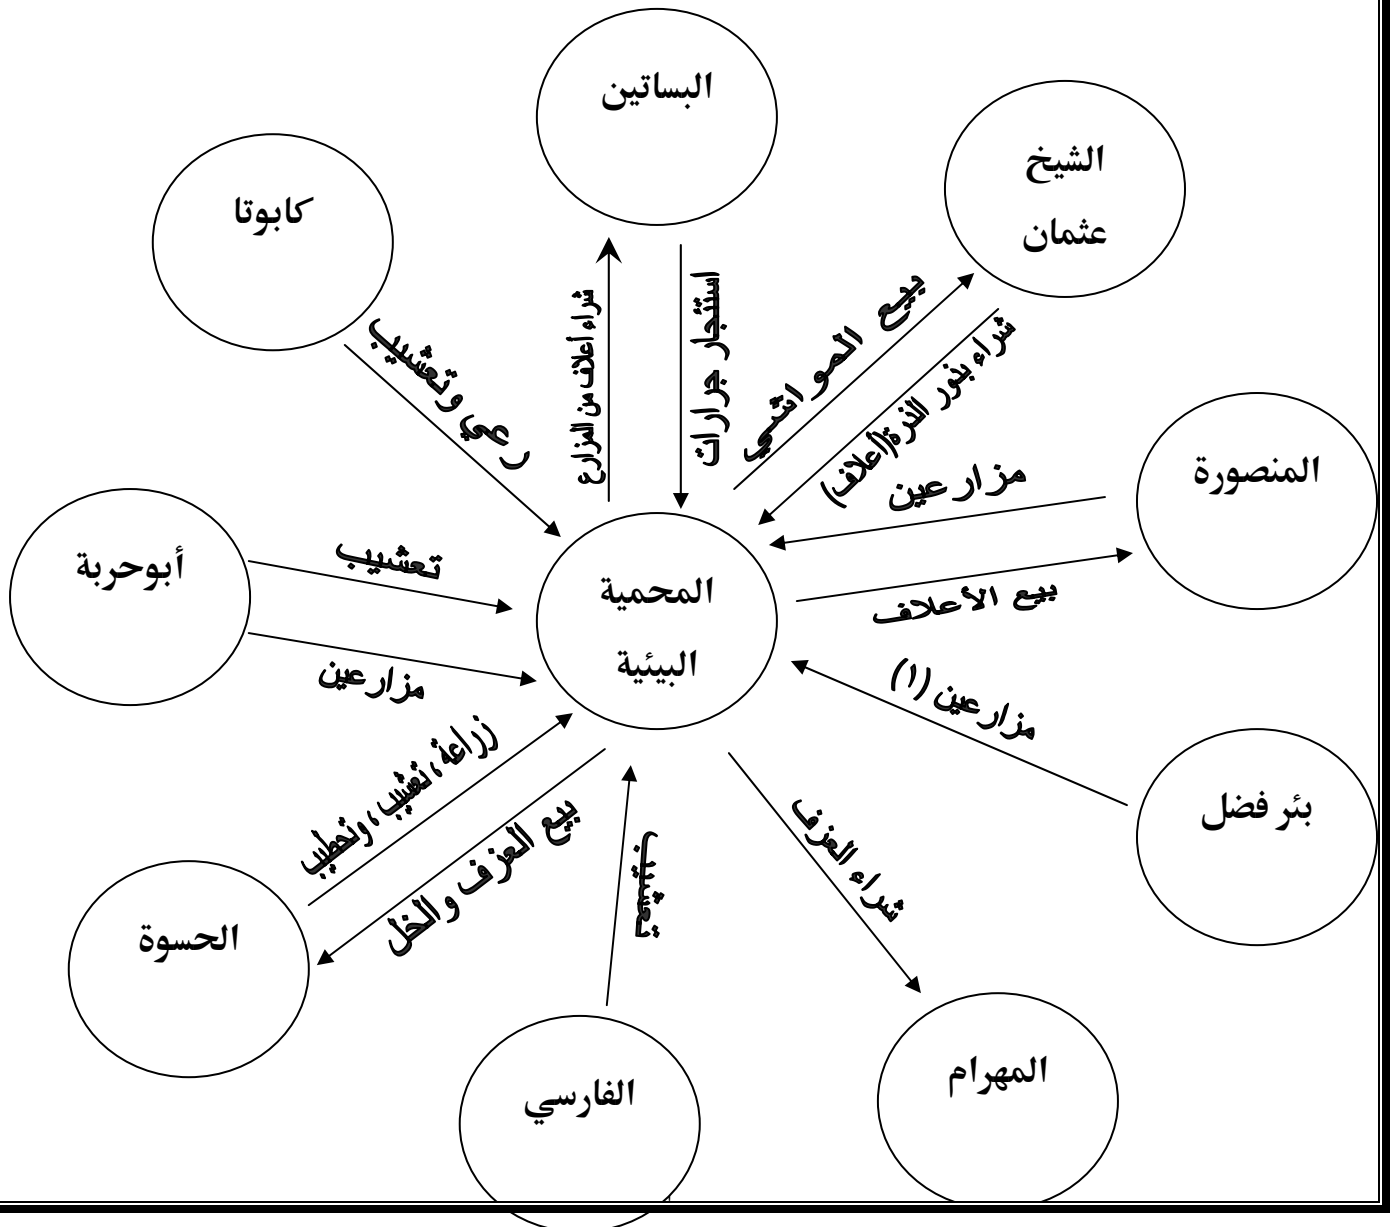 البساتين
الشيخ
عثمان
كابوتا
المنصورة
أبوحربة
المحمية
البيئية
بئر فضل
الحسوة
المهرام
الفارسي
شراء أعلاف من المزارع
استئجار جرارات
بيع المواشي
شراء بذور الذرة(أعلاف)
رعي وتعشيب
مزارعين
بيع الأعلاف
تعشيب
مزارعين
مزارعين (١)
زراعة، تعشيب، وتحطيب
بيع العزف والخل
تعشيب
شراء العزف